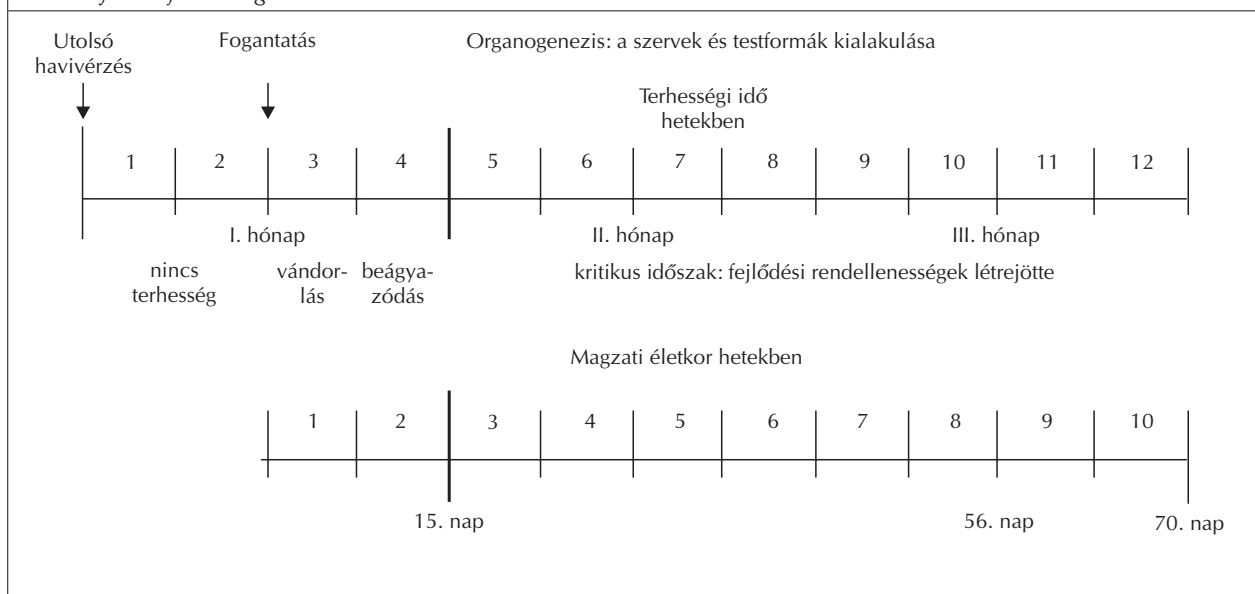 Utolsó
havivérzés
Fogantatás
Organogenezis: a szervek és testformák kialakulása
Terhességi idő
hetekben
1 2 3 4 5 6 7 8 9 10 11 12
I. hónap II. hónap III. hónap
nincs
terhesség
vándor-
lás
beágya-
zódás
kritikus időszak: fejlődési rendellenességek létrejötte
Magzati életkor hetekben
1 2 3 4 5 6 7 8 9 10
15. nap 56. nap 70. nap